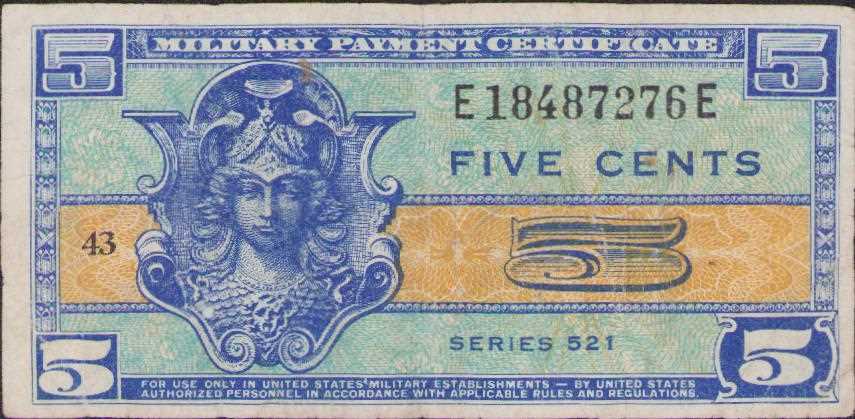 5 MILITARY PAYMENT CERTIFICATE 5
E18487276E
FIVE CENTS
43
5
SERIES 521
5 5
FOR USE ONLY IN UNITED STATES MILITARY ESTABLISHMENTS — BY UNITED STATES
AUTHORIZED PERSONNEL IN ACCORDANCE WITH APPLICABLE RULES AND REGULATIONS.